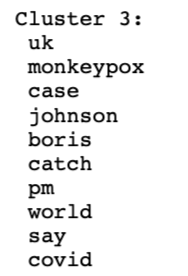 Cluster 3:
uk
monkeypox
case
johnson
boris
catch
pm
world
say
covid